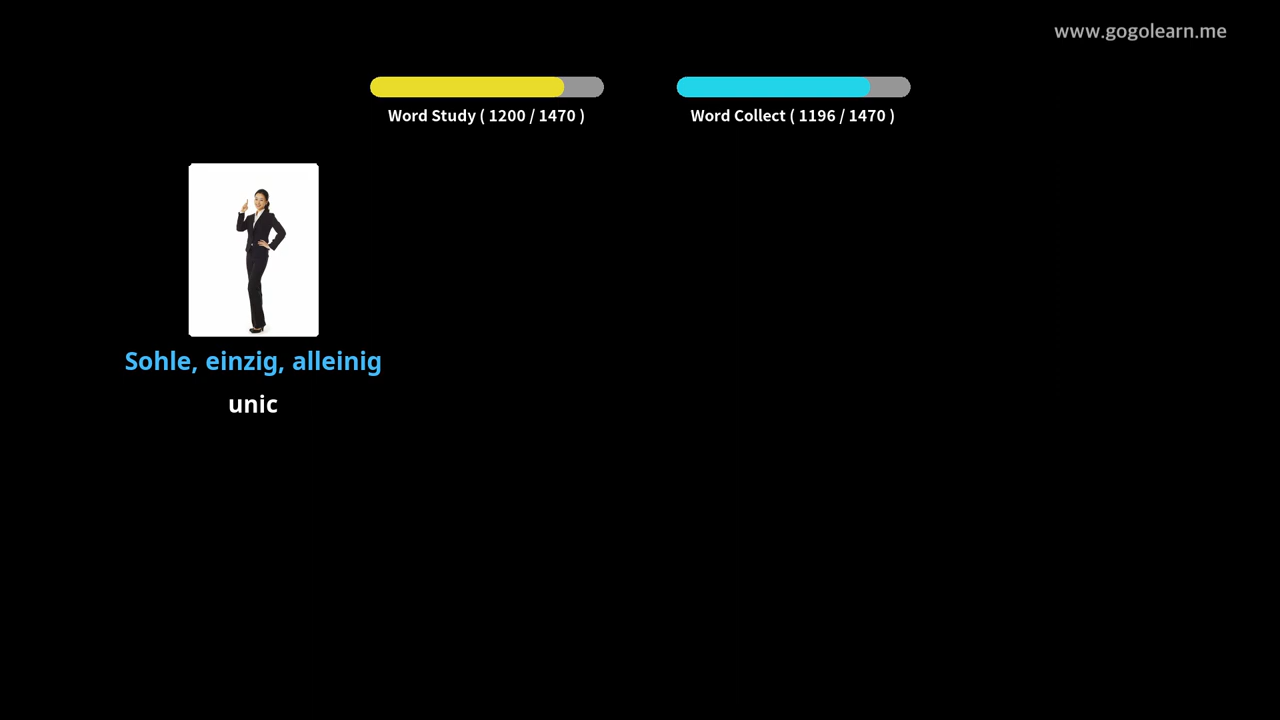 www.gogolearn.me
Word Study ( 1200 / 1470 )
Word Collect ( 1196 / 1470 )
Sohle, einzig, alleinig
unic